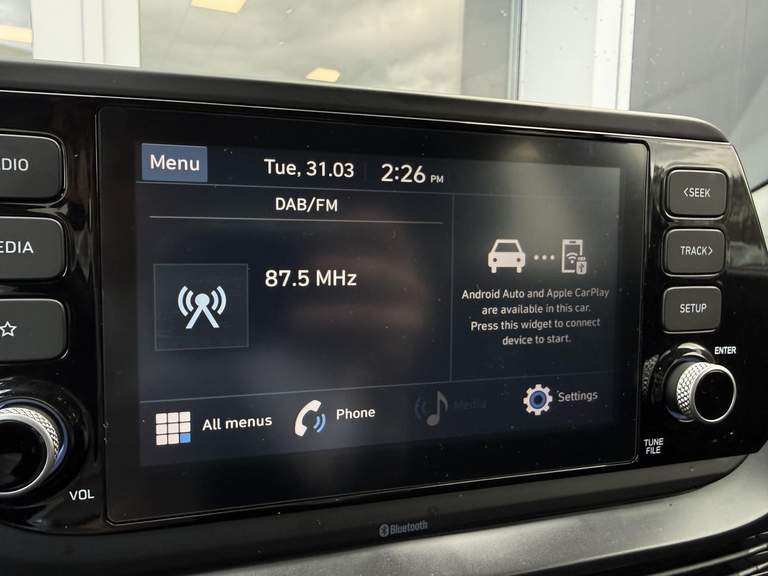 Menu
Tue, 31.03
2:26 PM
DAB/FM
87.5 MHz
Android Auto and Apple CarPlay
are available in this car.
Press this widget to connect
device to start.
All menus
Phone
Media
Settings
ADIO
EDIA
VOL
<SEEK
TRACK>
SETUP
ENTER
TUNE
FILE
Bluetooth